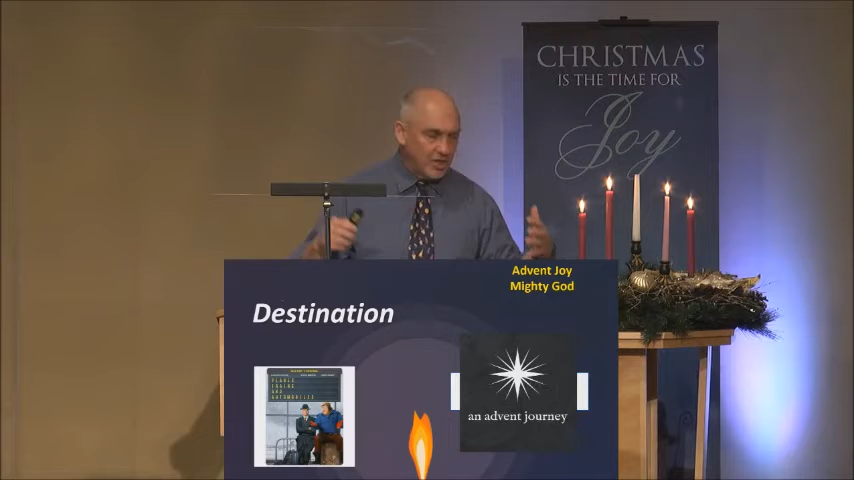 CHRISTMAS
IS THE TIME FOR
Joy
Advent Joy
Mighty God
Destination
PLANES
TRAINS
AND
AUTOMOBILES
an advent journey